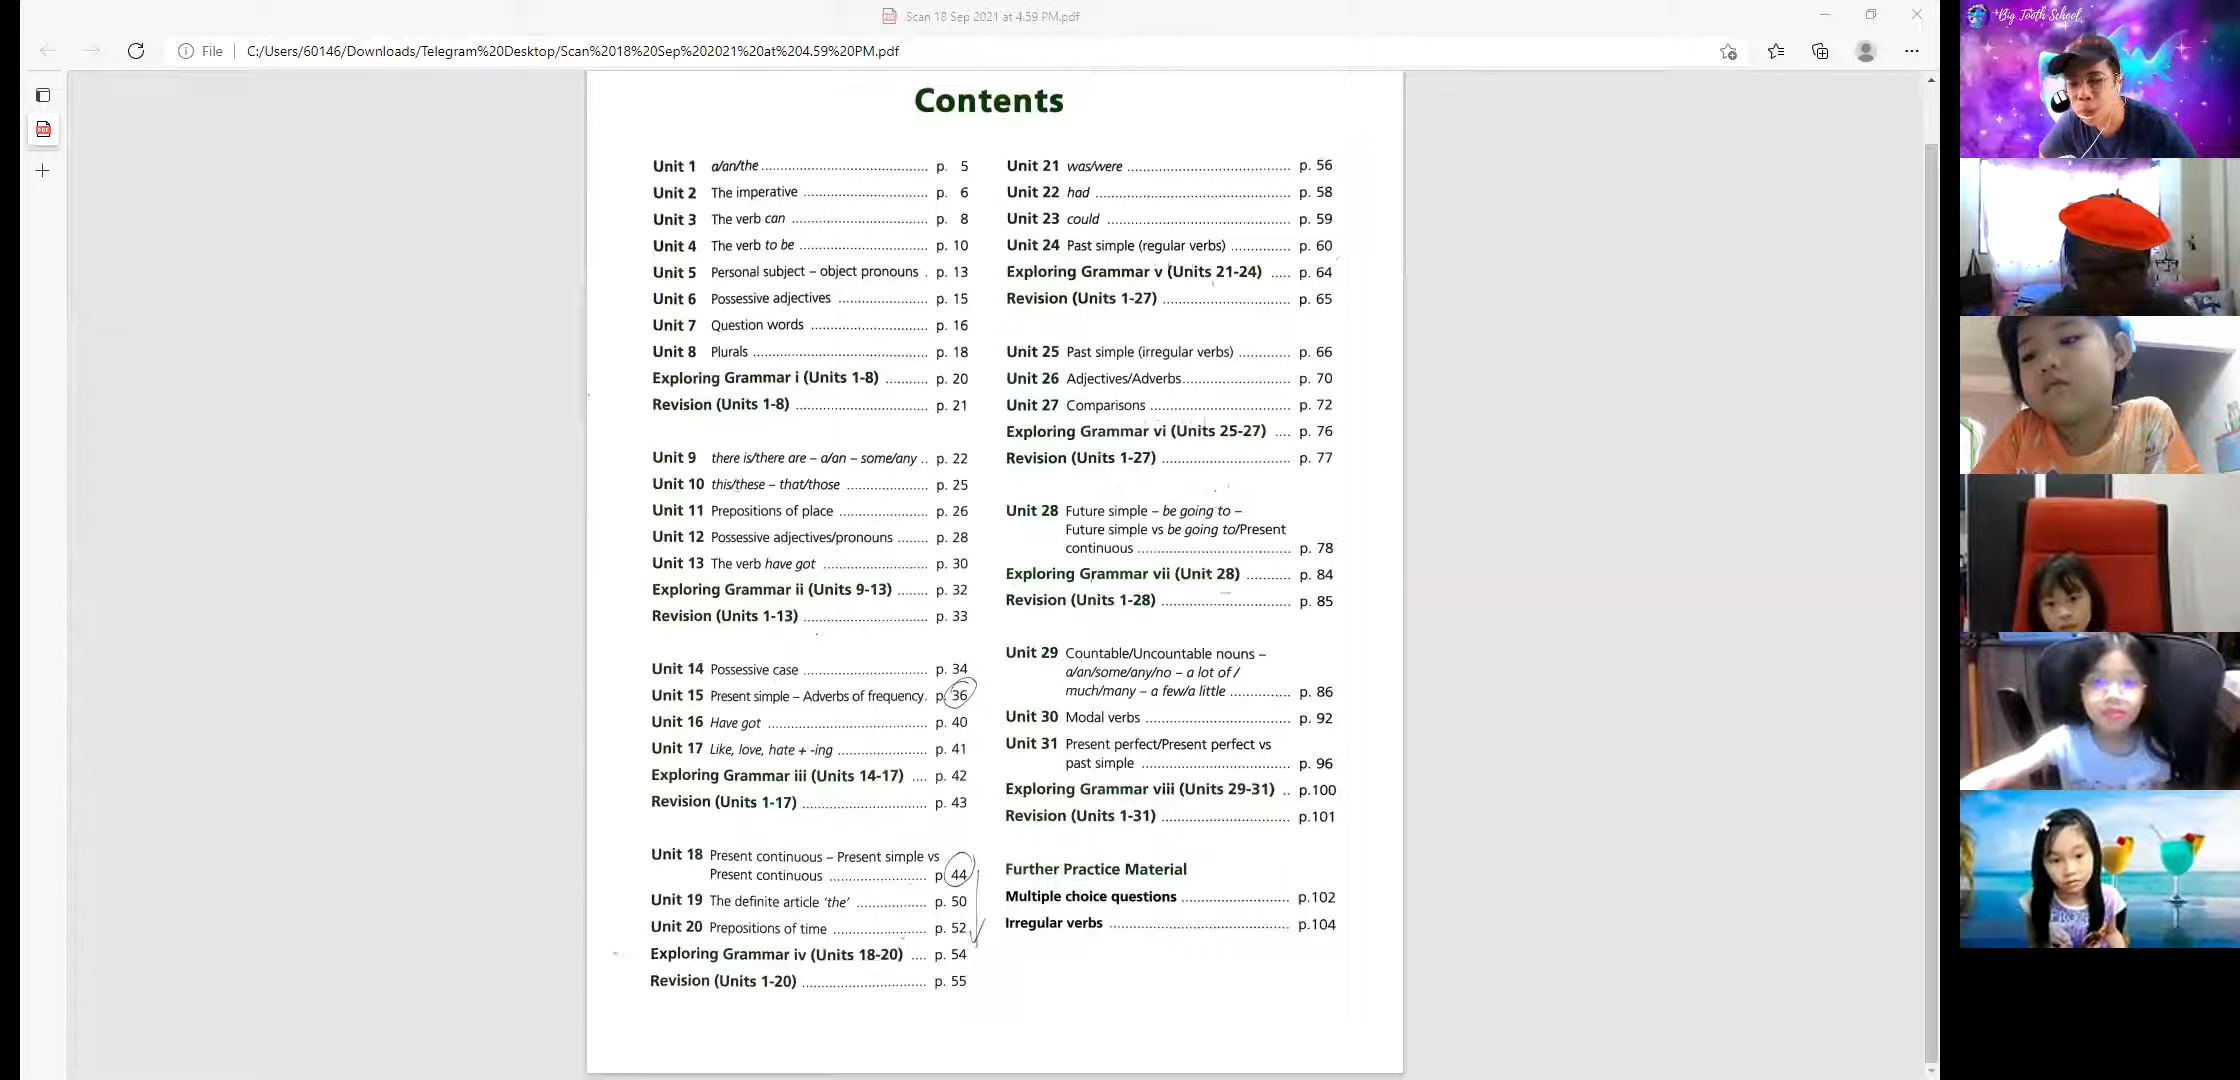 Scan 18 Sep 2021 at 4.59 PM.pdf
File
C:/Users/60146/Downloads/Telegram%20Desktop/Scan%2018%20Sep%202021%20at%204.59%20PM.pdf
Big Tooth School
Contents
Unit 1 a/an/the .......... p. 5
Unit 2 The imperative .......... p. 6
Unit 3 The verb can .......... p. 8
Unit 4 The verb to be .......... p. 10
Unit 5 Personal subject – object pronouns . p. 13
Unit 6 Possessive adjectives .......... p. 15
Unit 7 Question words .......... p. 16
Unit 8 Plurals .......... p. 18
Exploring Grammar i (Units 1-8) .......... p. 20
Revision (Units 1-8) .......... p. 21
Unit 9 there is/there are – a/an – some/any .. p. 22
Unit 10 this/these – that/those .......... p. 25
Unit 11 Prepositions of place .......... p. 26
Unit 12 Possessive adjectives/pronouns ........ p. 28
Unit 13 The verb have got .......... p. 30
Exploring Grammar ii (Units 9-13) ........ p. 32
Revision (Units 1-13) .......... p. 33
Unit 14 Possessive case .......... p. 34
Unit 15 Present simple – Adverbs of frequency. p. 36
Unit 16 Have got .......... p. 40
Unit 17 Like, love, hate + -ing .......... p. 41
Exploring Grammar iii (Units 14-17) .... p. 42
Revision (Units 1-17) .......... p. 43
Unit 18 Present continuous – Present simple vs
Present continuous .......... p 44
Unit 19 The definite article 'the' .......... p. 50
Unit 20 Prepositions of time .......... p. 52
Exploring Grammar iv (Units 18-20) .... p. 54
Revision (Units 1-20) .......... p. 55
Unit 21 was/were .......... p. 56
Unit 22 had .......... p. 58
Unit 23 could .......... p. 59
Unit 24 Past simple (regular verbs) .......... p. 60
Exploring Grammar v (Units 21-24) ..... p. 64
Revision (Units 1-27) .......... p. 65
Unit 25 Past simple (irregular verbs) .......... p. 66
Unit 26 Adjectives/Adverbs .......... p. 70
Unit 27 Comparisons .......... p. 72
Exploring Grammar vi (Units 25-27) .... p. 76
Revision (Units 1-27) .......... p. 77
Unit 28 Future simple – be going to –
Future simple vs be going to/Present
continuous .......... p. 78
Exploring Grammar vii (Unit 28) .......... p. 84
Revision (Units 1-28) .......... p. 85
Unit 29 Countable/Uncountable nouns –
a/an/some/any/no – a lot of /
much/many – a few/a little .......... p. 86
Unit 30 Modal verbs .......... p. 92
Unit 31 Present perfect/Present perfect vs
past simple .......... p. 96
Exploring Grammar viii (Units 29-31) .. p.100
Revision (Units 1-31) .......... p.101
Further Practice Material
Multiple choice questions .......... p.102
Irregular verbs .......... p.104